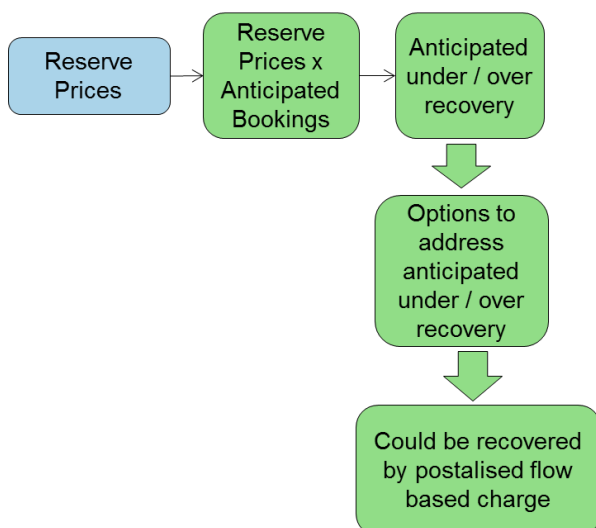 Reserve
Prices
Reserve
Prices x
Anticipated
Bookings
Anticipated
under / over
recovery
Options to
address
anticipated
under / over
recovery
Could be recovered
by postalised flow
based charge